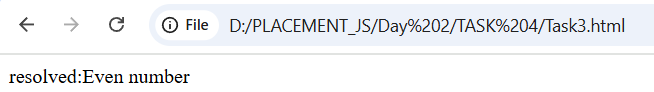 File D:/PLACEMENT_JS/Day%202/TASK%204/Task3.html
resolved:Even number